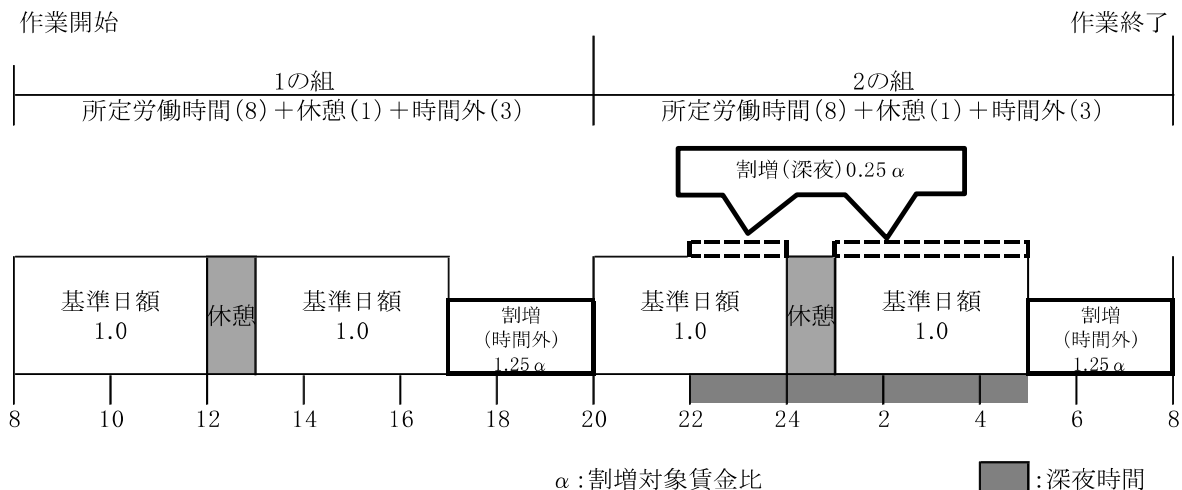 作業開始
作業終了
1の組
2の組
所定労働時間(8)+休憩(1)+時間外(3)
所定労働時間(8)+休憩(1)+時間外(3)
割増(深夜)0.25α
基準日額
1.0
休憩
基準日額
1.0
割増
(時間外)
1.25α
基準日額
1.0
休憩
基準日額
1.0
割増
(時間外)
1.25α
8 10 12 14 16 18 20 22 24 2 4 6 8
α:割増対象賃金比
:深夜時間